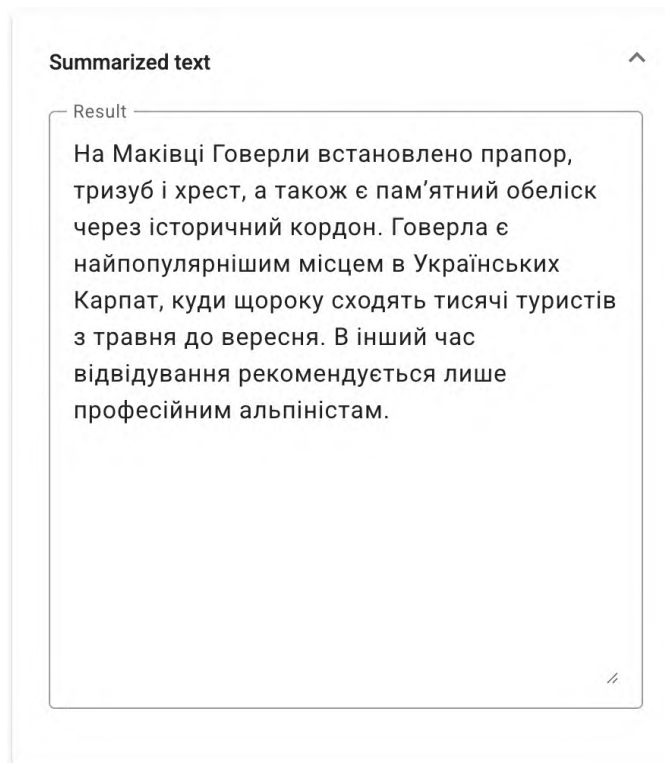 Summarized text
Result
На Маківці Говерли встановлено прапор,
тризуб і хрест, а також є пам’ятний обеліск
через історичний кордон. Говерла є
найпопулярнішим місцем в Українських
Карпат, куди щороку сходять тисячі туристів
з травня до вересня. В інший час
відвідування рекомендується лише
професійним альпіністам.